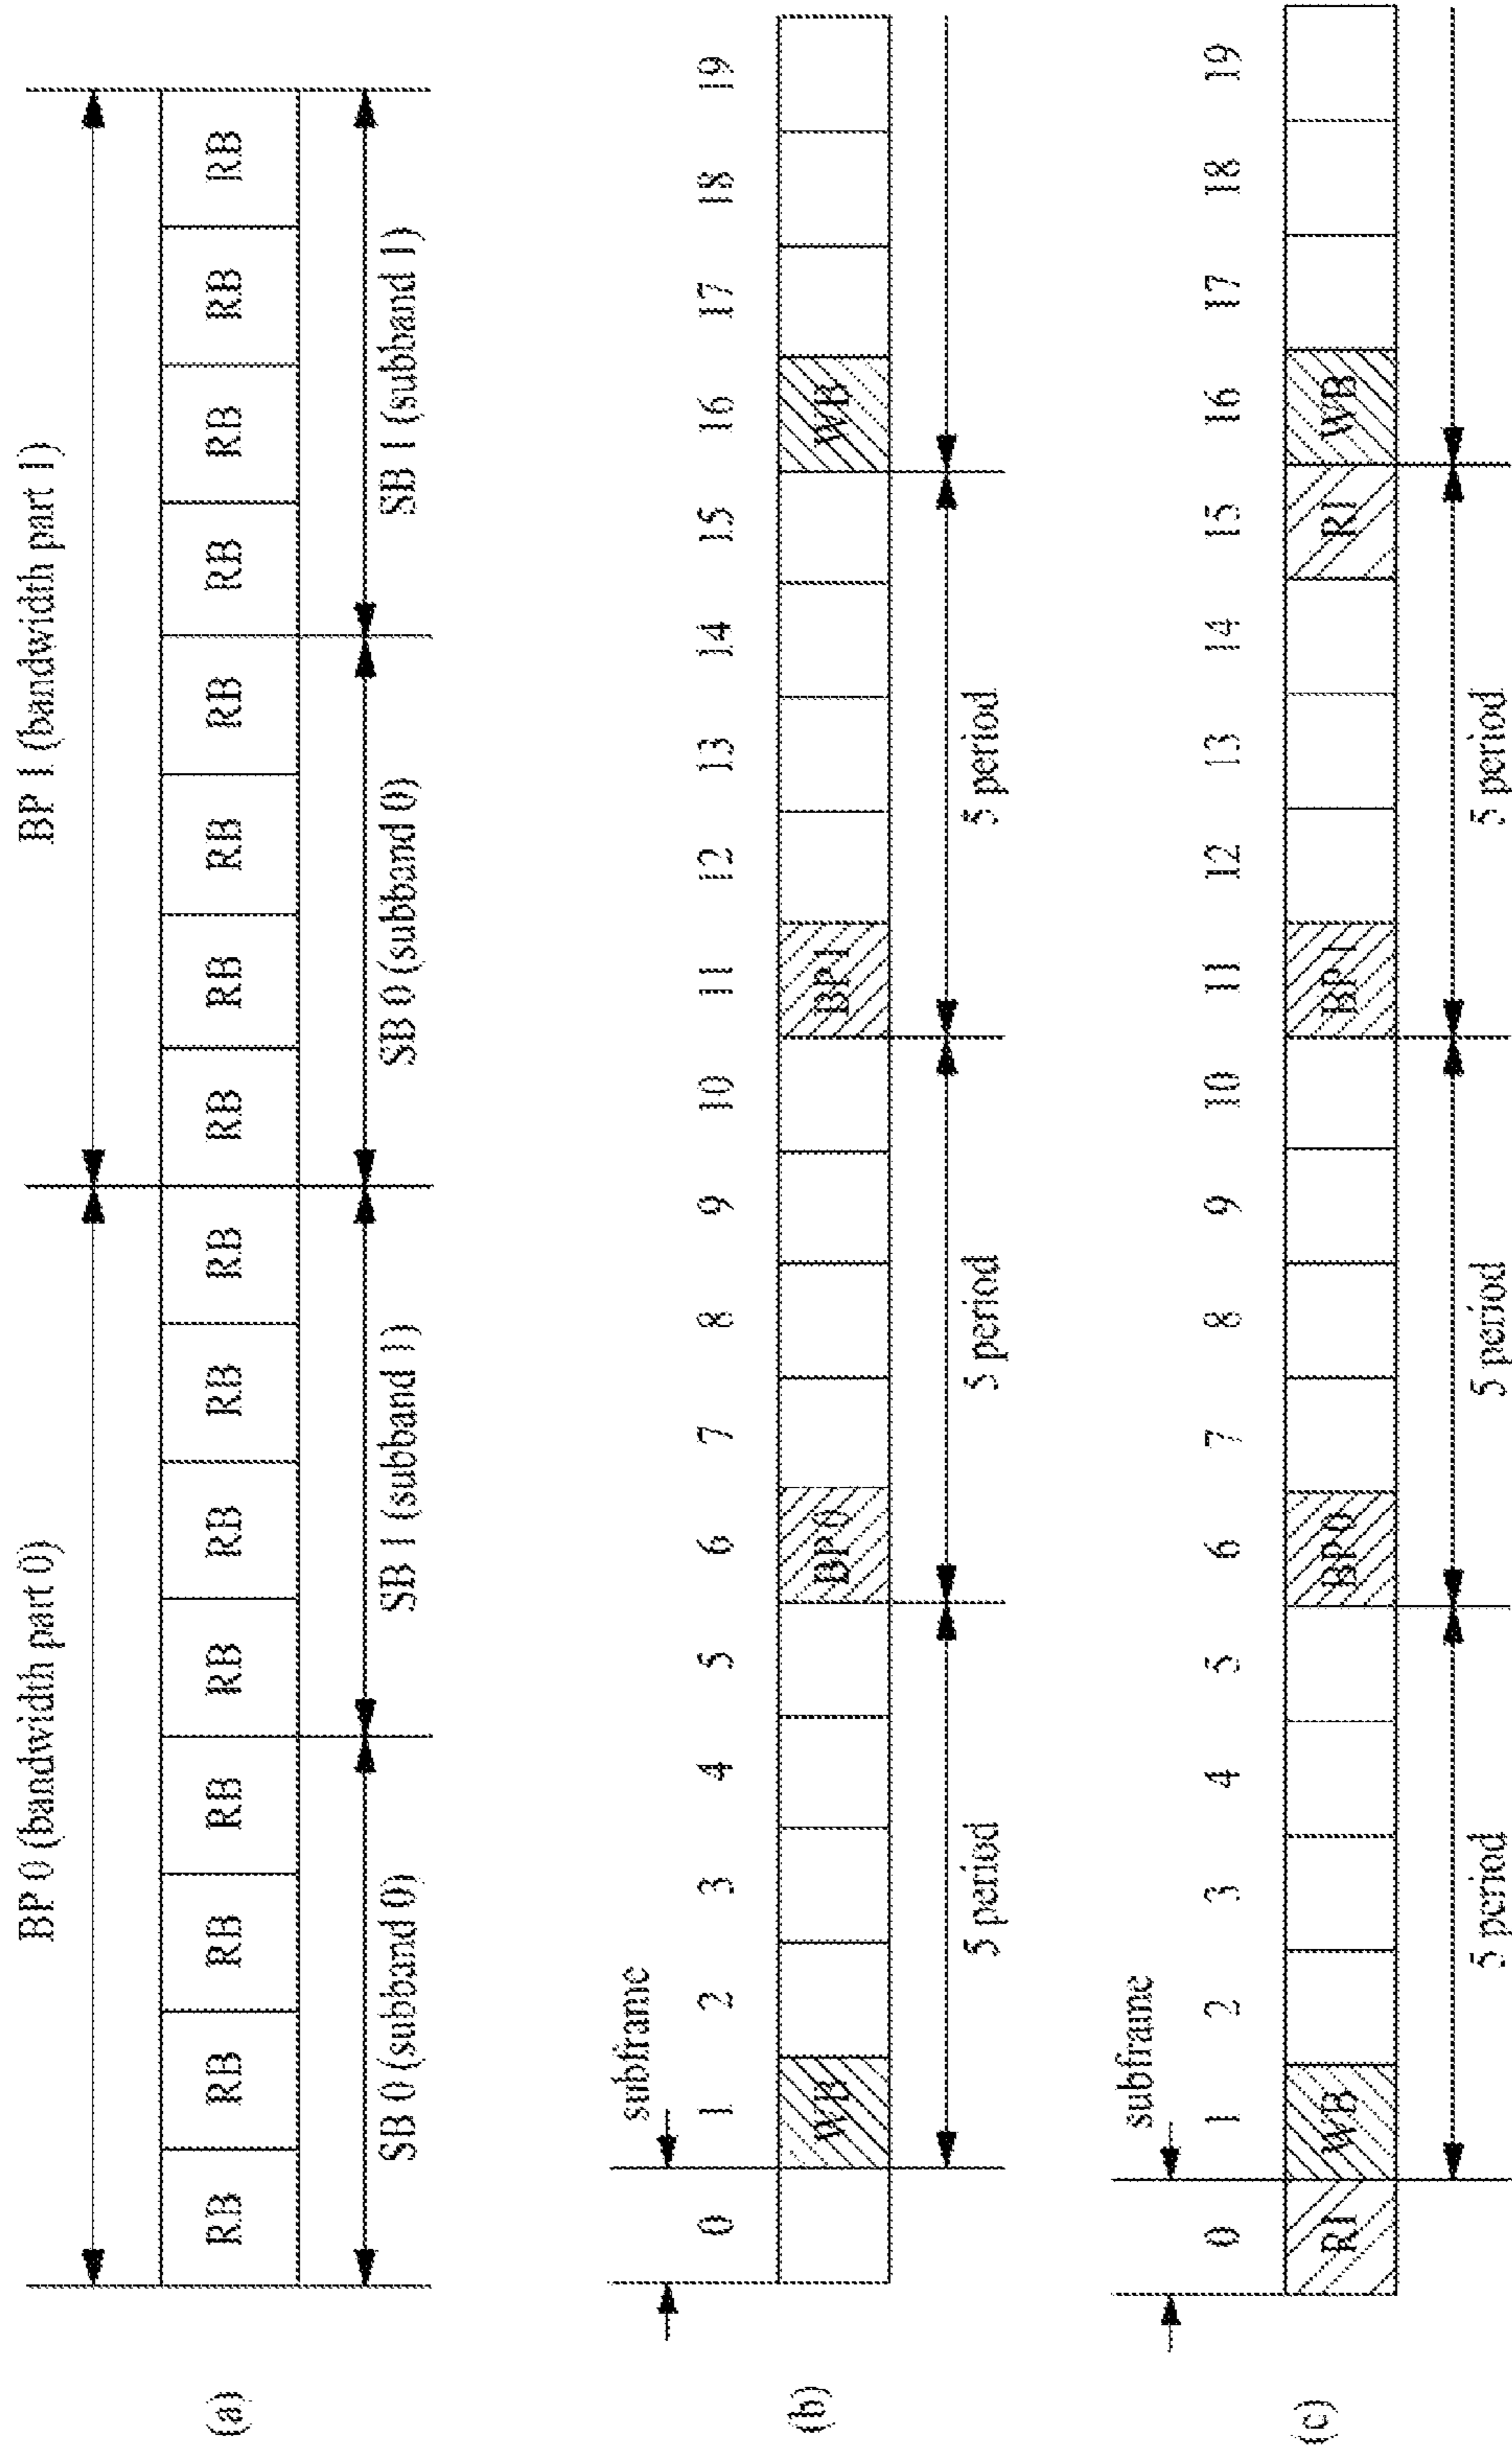 BP 0 (bandwidth part 0) BP 1 (bandwidth part 1)
(a) RB RB RB RB RB RB RB RB RB RB RB RB RB RB RB RB
SB 0 (subband 0) SB 1 (subband 1) SB 0 (subband 0) SB 1 (subband 1)
subframe
0 1 2 3 4 5 6 7 8 9 10 11 12 13 14 15 16 17 18 19
(b) WB BP0 BP1 WB
5 period 5 period 5 period
subframe
0 1 2 3 4 5 6 7 8 9 10 11 12 13 14 15 16 17 18 19
(c) RI WB BP0 BP1 RI WB
5 period 5 period 5 period